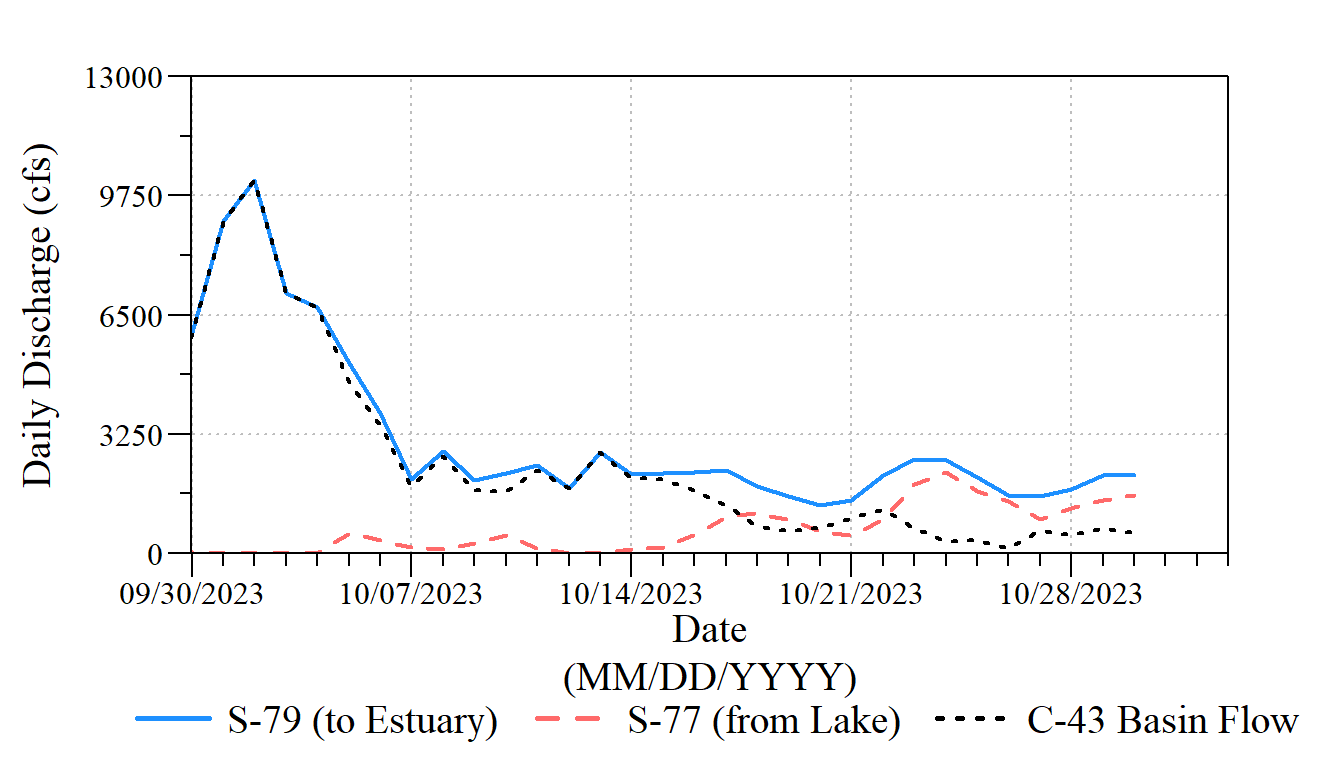 13000
9750
6500
3250
0
Daily Discharge (cfs)
09/30/2023 10/07/2023 10/14/2023 10/21/2023 10/28/2023
Date
(MM/DD/YYYY)
S-79 (to Estuary) S-77 (from Lake) C-43 Basin Flow